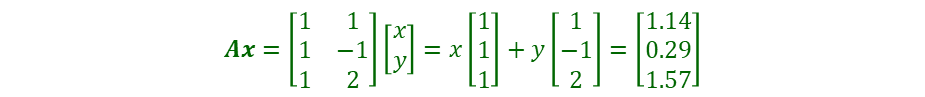 Ax = [1 1; 1 −1; 1 2] [x; y] = x [1; 1; 1] + y [1; −1; 2] = [1.14; 0.29; 1.57]